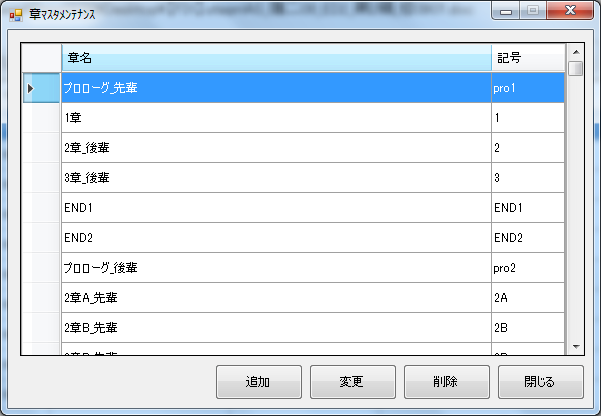 章ﾏｽﾀﾒﾝﾃﾅﾝｽ
章名 記号
プロローグ_先輩 pro1
1章 1
2章_後輩 2
3章_後輩 3
END1 END1
END2 END2
プロローグ_後輩 pro2
2章A_先輩 2A
2章B_先輩 2B
追加 変更 削除 閉じる